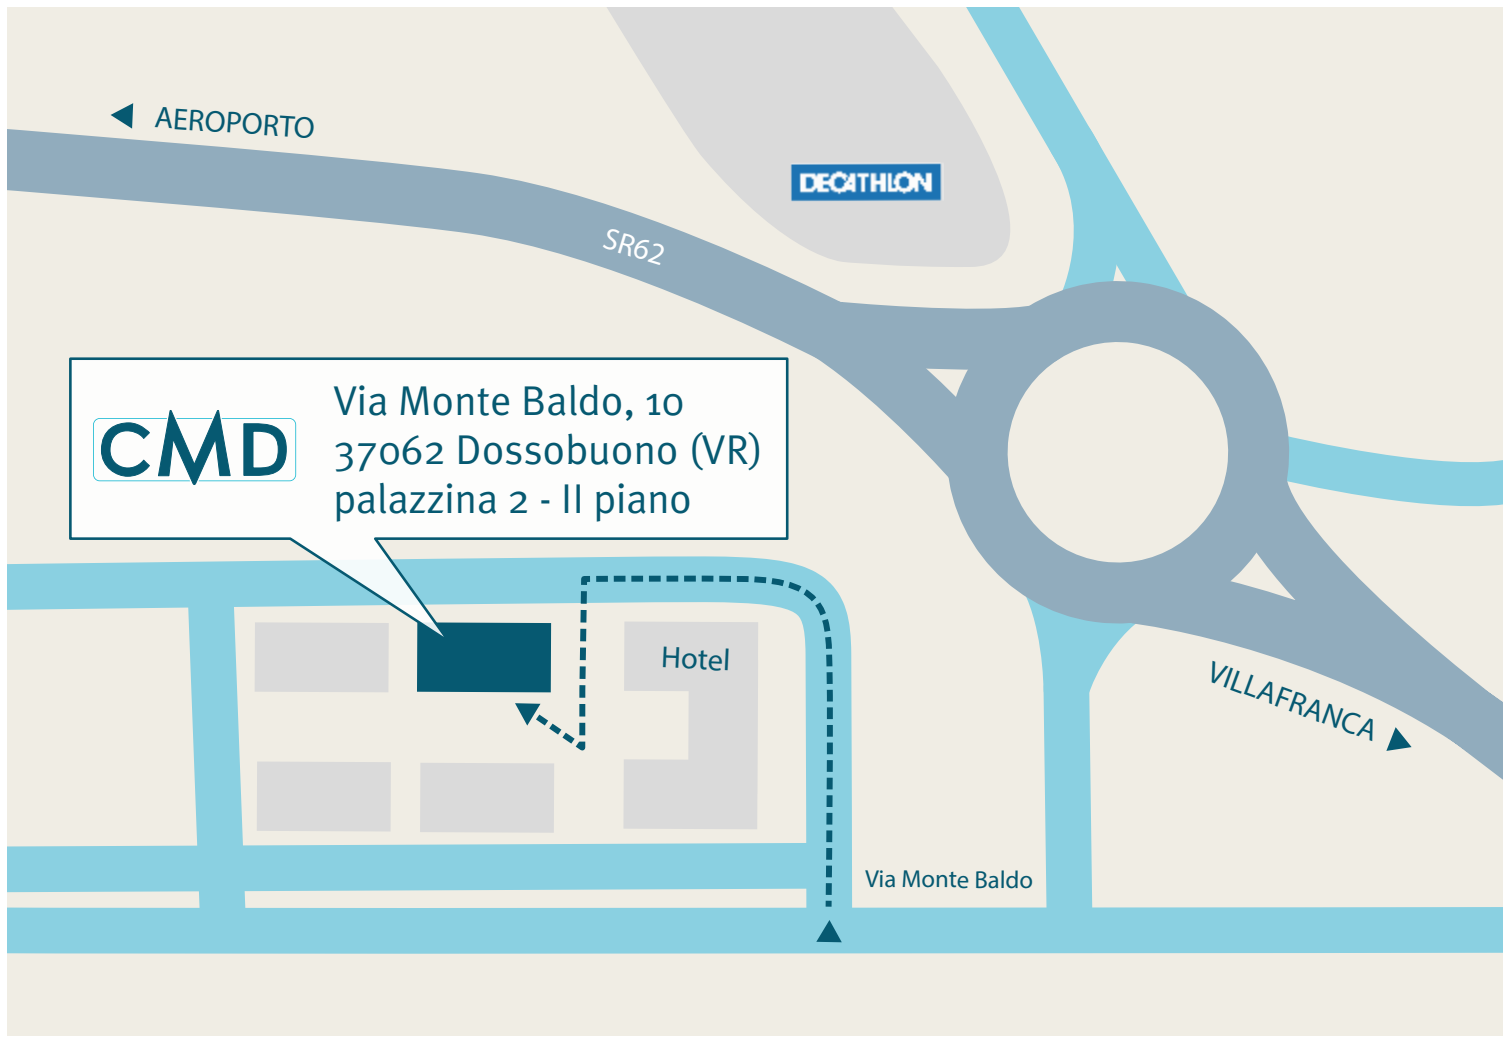 AEROPORTO
DECATHLON
SR62
CMD
Via Monte Baldo, 10
37062 Dossobuono (VR)
palazzina 2 - II piano
Hotel
VILLAFRANCA
Via Monte Baldo